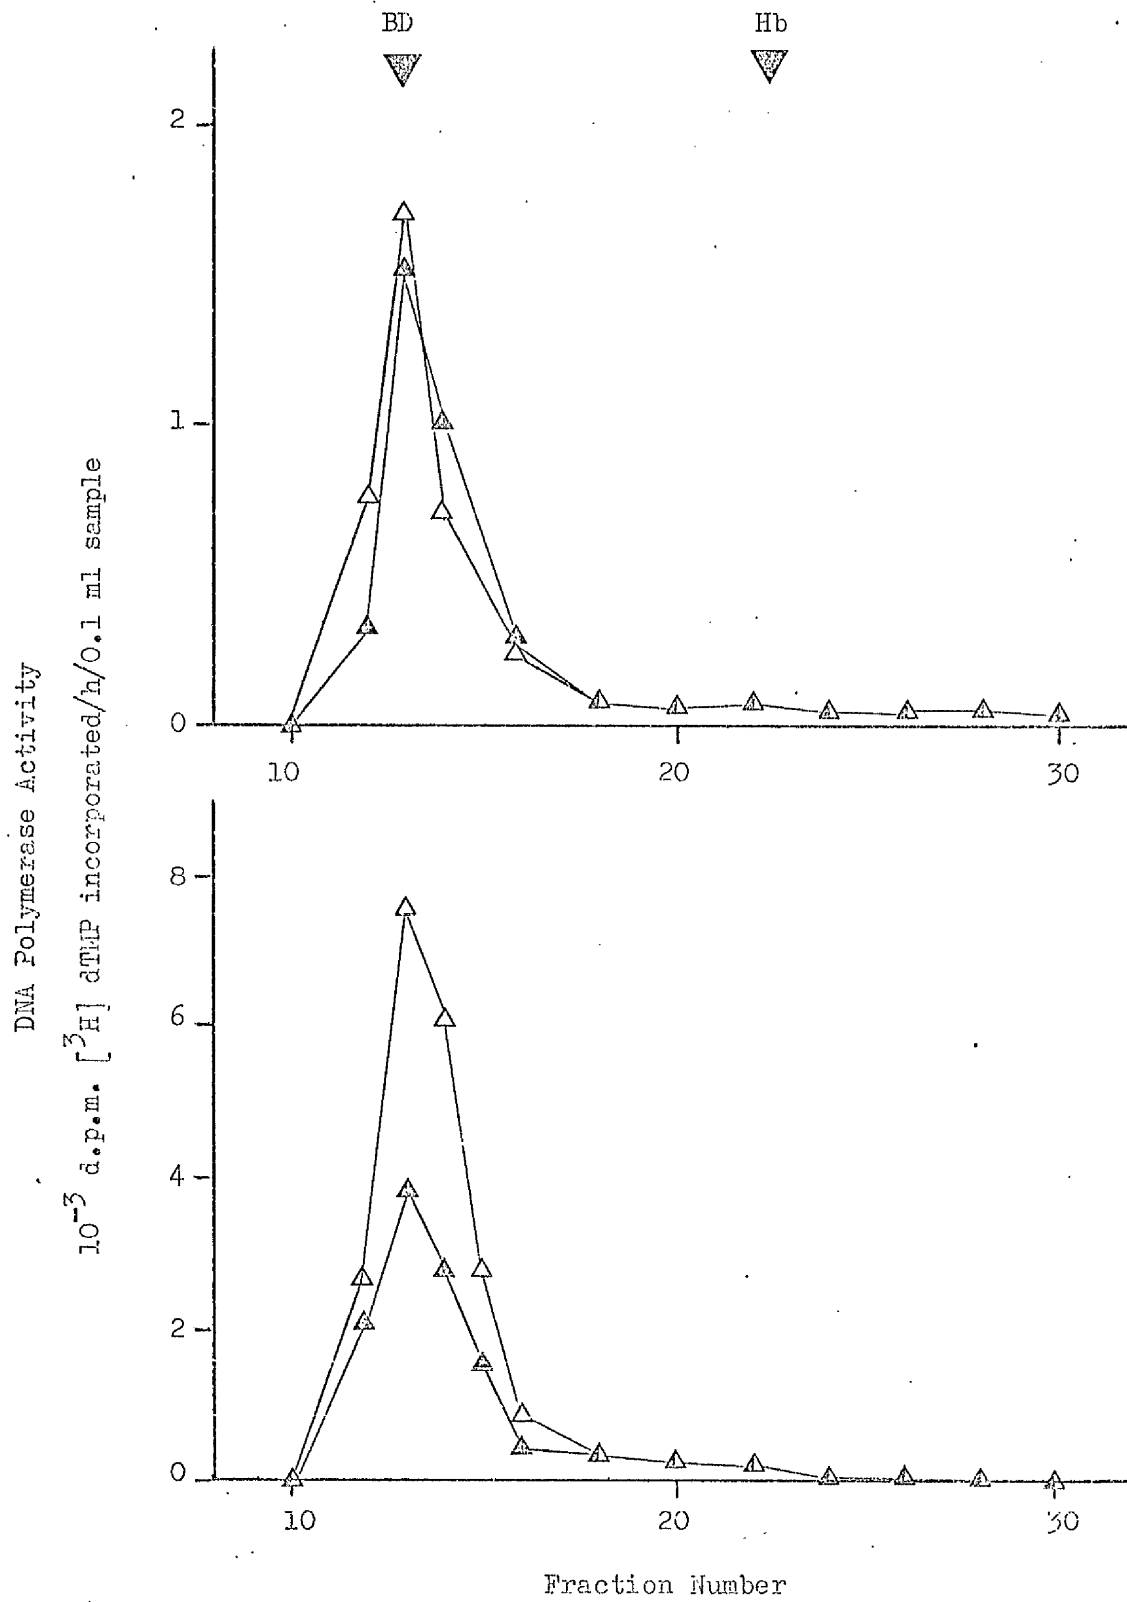 BD
Hb
2
1
0
10
20
30
8
6
4
2
0
10
20
30
Fraction Number
DNA Polymerase Activity
10⁻³ d.p.m. [³H] dTMP incorporated/h/0.1 ml sample